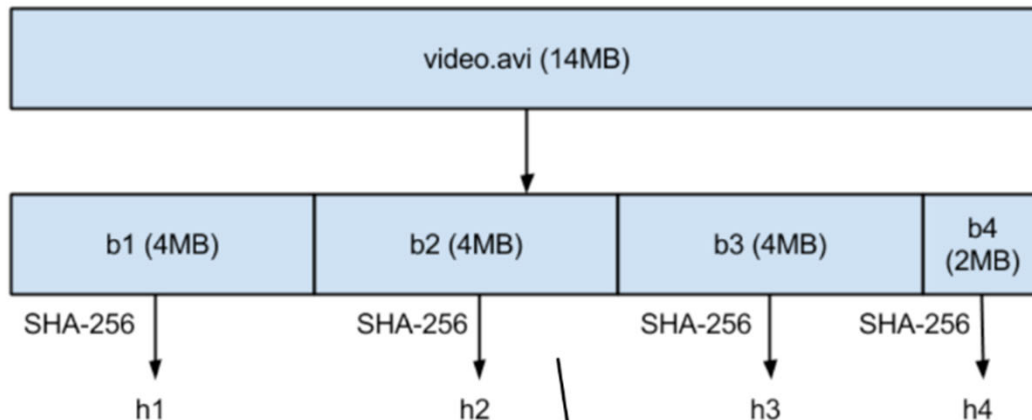 video.avi (14MB)
b1 (4MB) b2 (4MB) b3 (4MB) b4
(2MB)
SHA-256 SHA-256 SHA-256 SHA-256
h1 h2 h3 h4